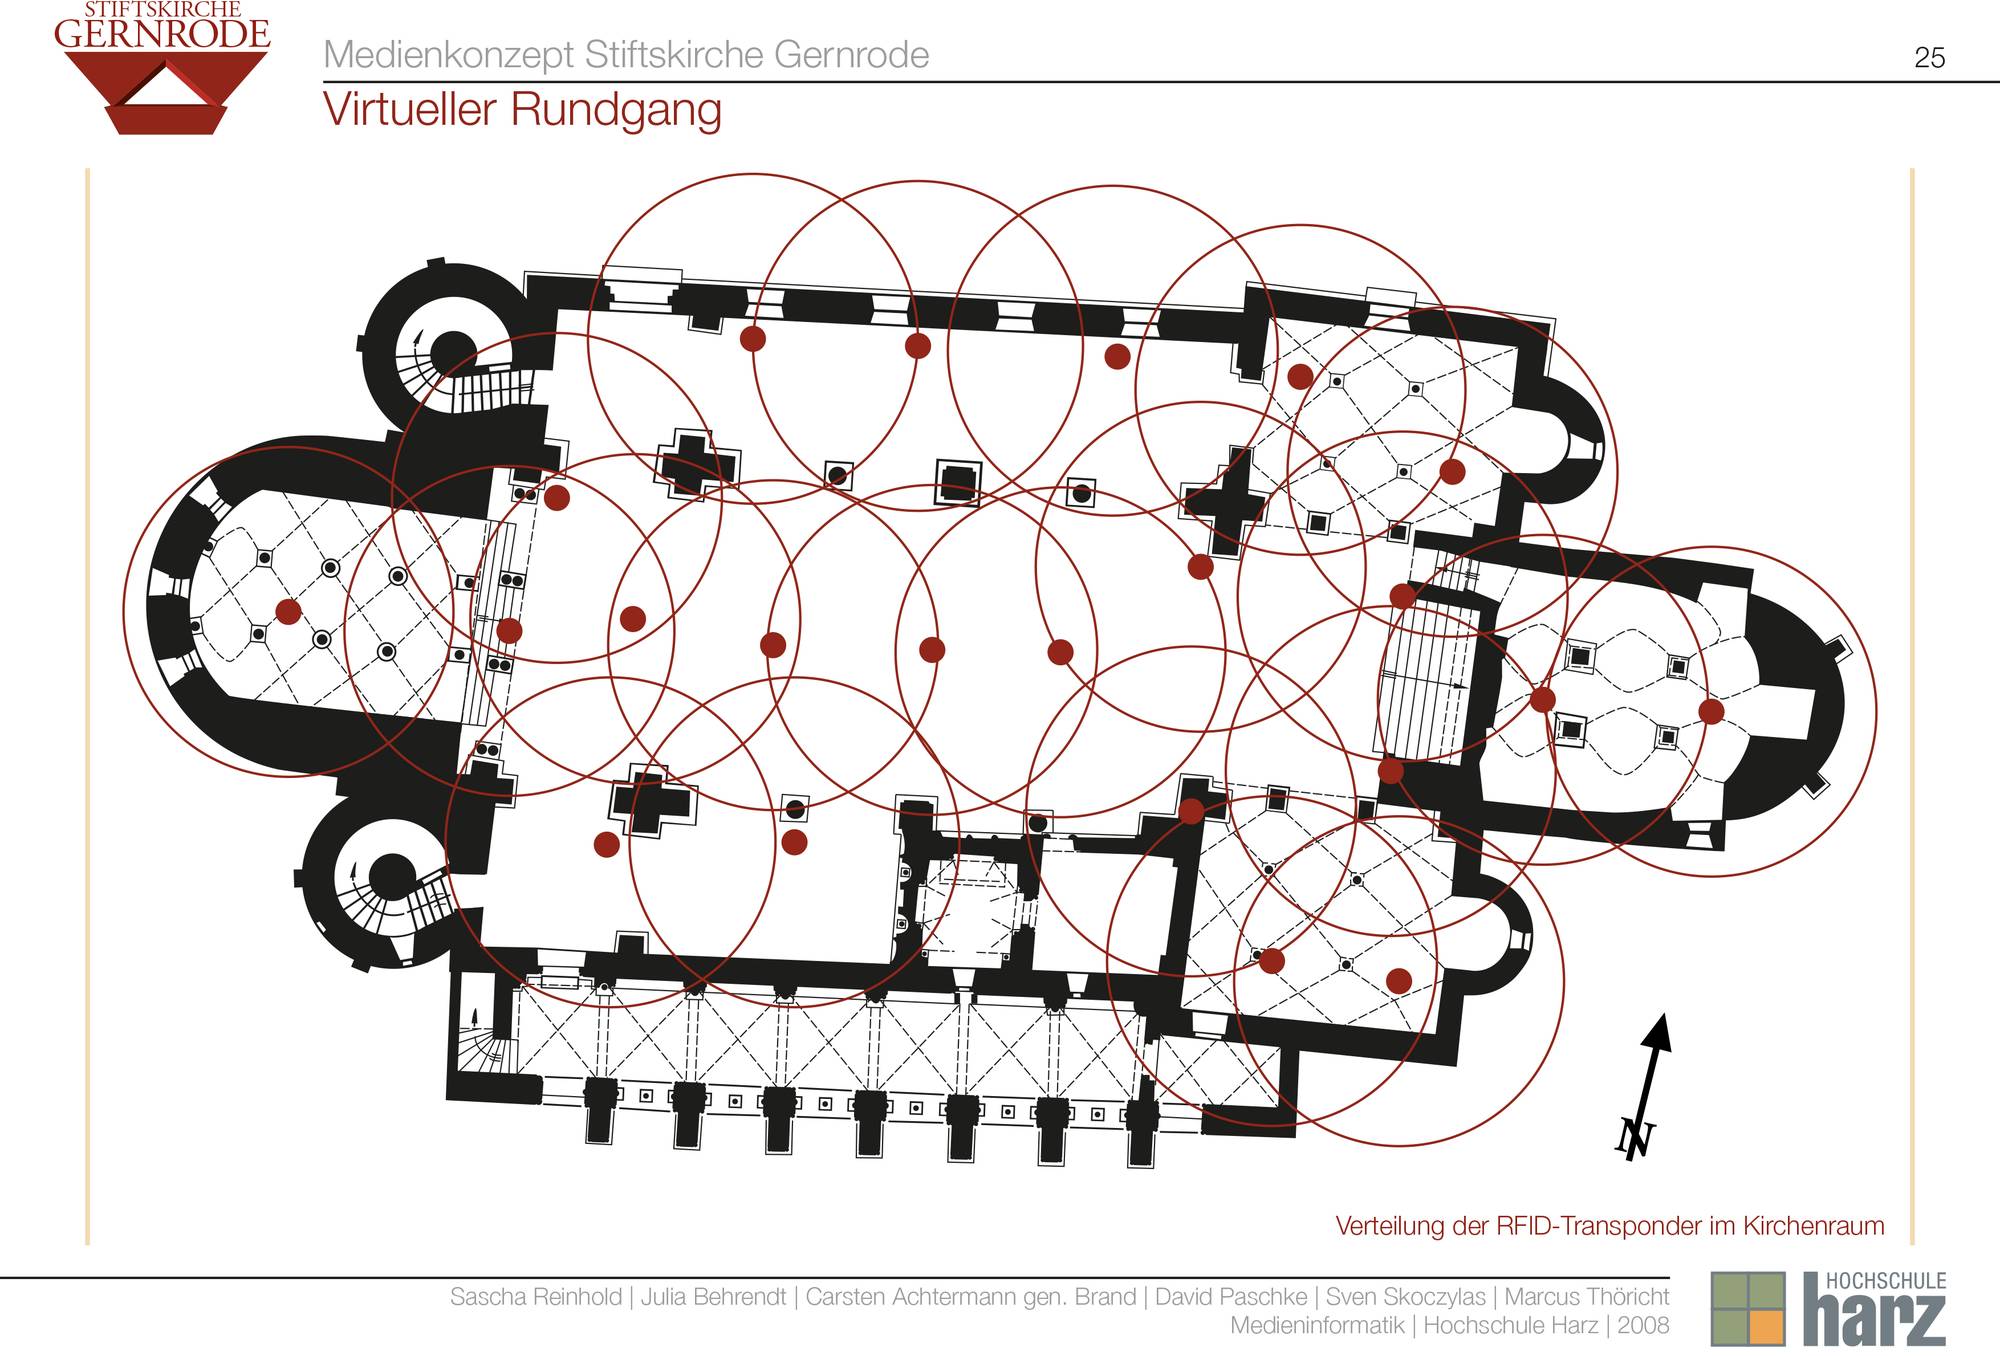 STIFTSKIRCHE
GERNRODE
Medienkonzept Stiftskirche Gernrode
25
Virtueller Rundgang
N
Verteilung der RFID-Transponder im Kirchenraum
Sascha Reinhold | Julia Behrendt | Carsten Achtermann gen. Brand | David Paschke | Sven Skoczylas | Marcus Thöricht
Medieninformatik | Hochschule Harz | 2008
HOCHSCHULE
harz